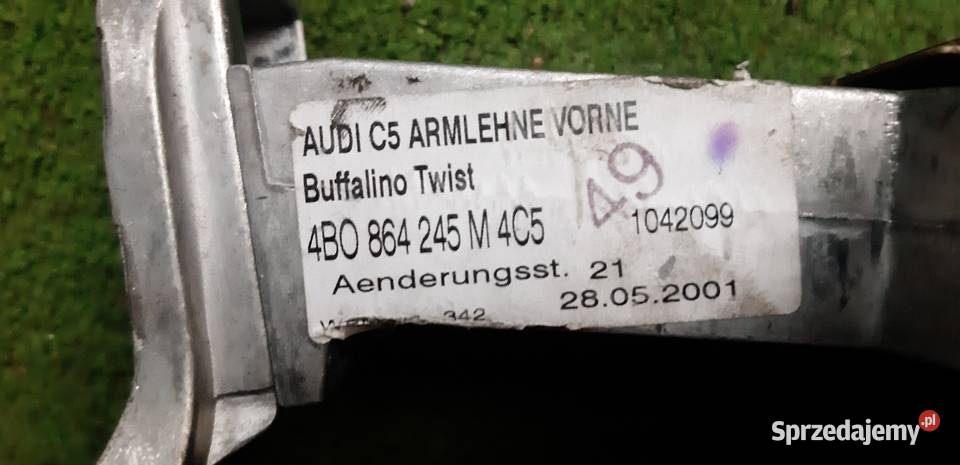 AUDI C5 ARMLEHNE VORNE
Buffalino Twist
49
4B0 864 245 M 4C5 1042099
Aenderungsst. 21
28.05.2001
342
Sprzedajemy.pl